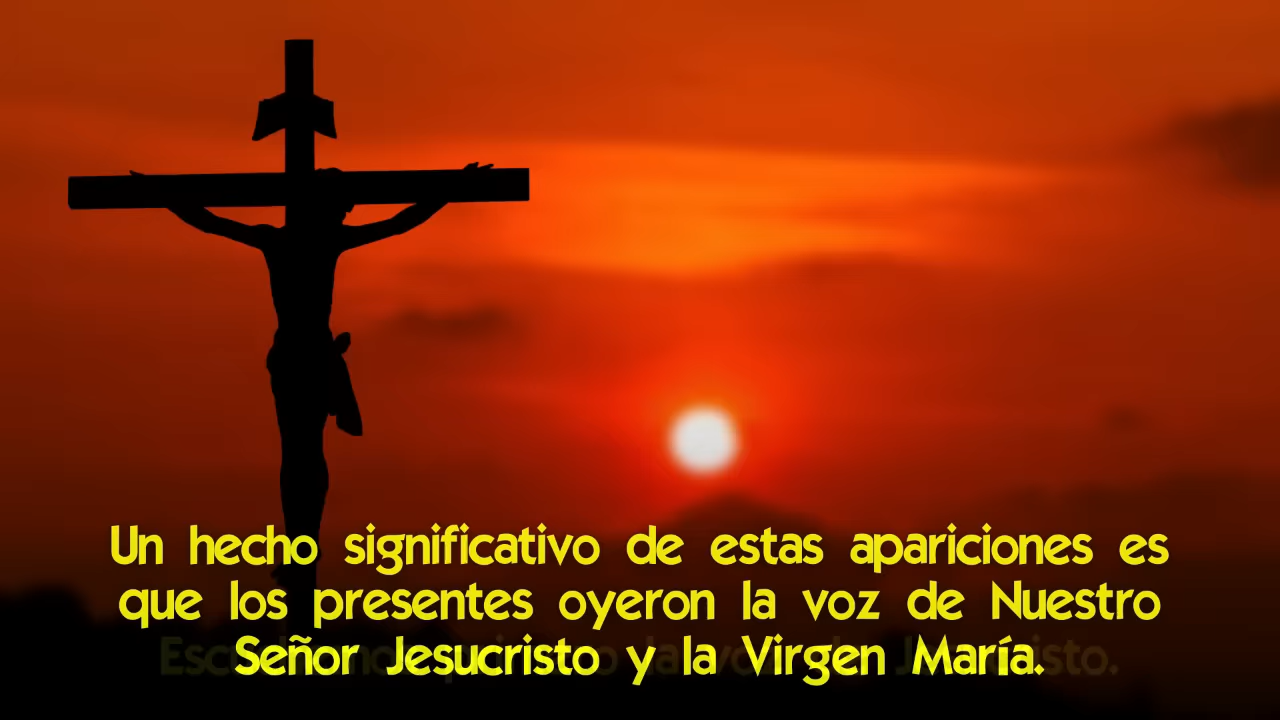 Un hecho significativo de estas apariciones es
que los presentes oyeron la voz de Nuestro
Señor Jesucristo y la Virgen María.